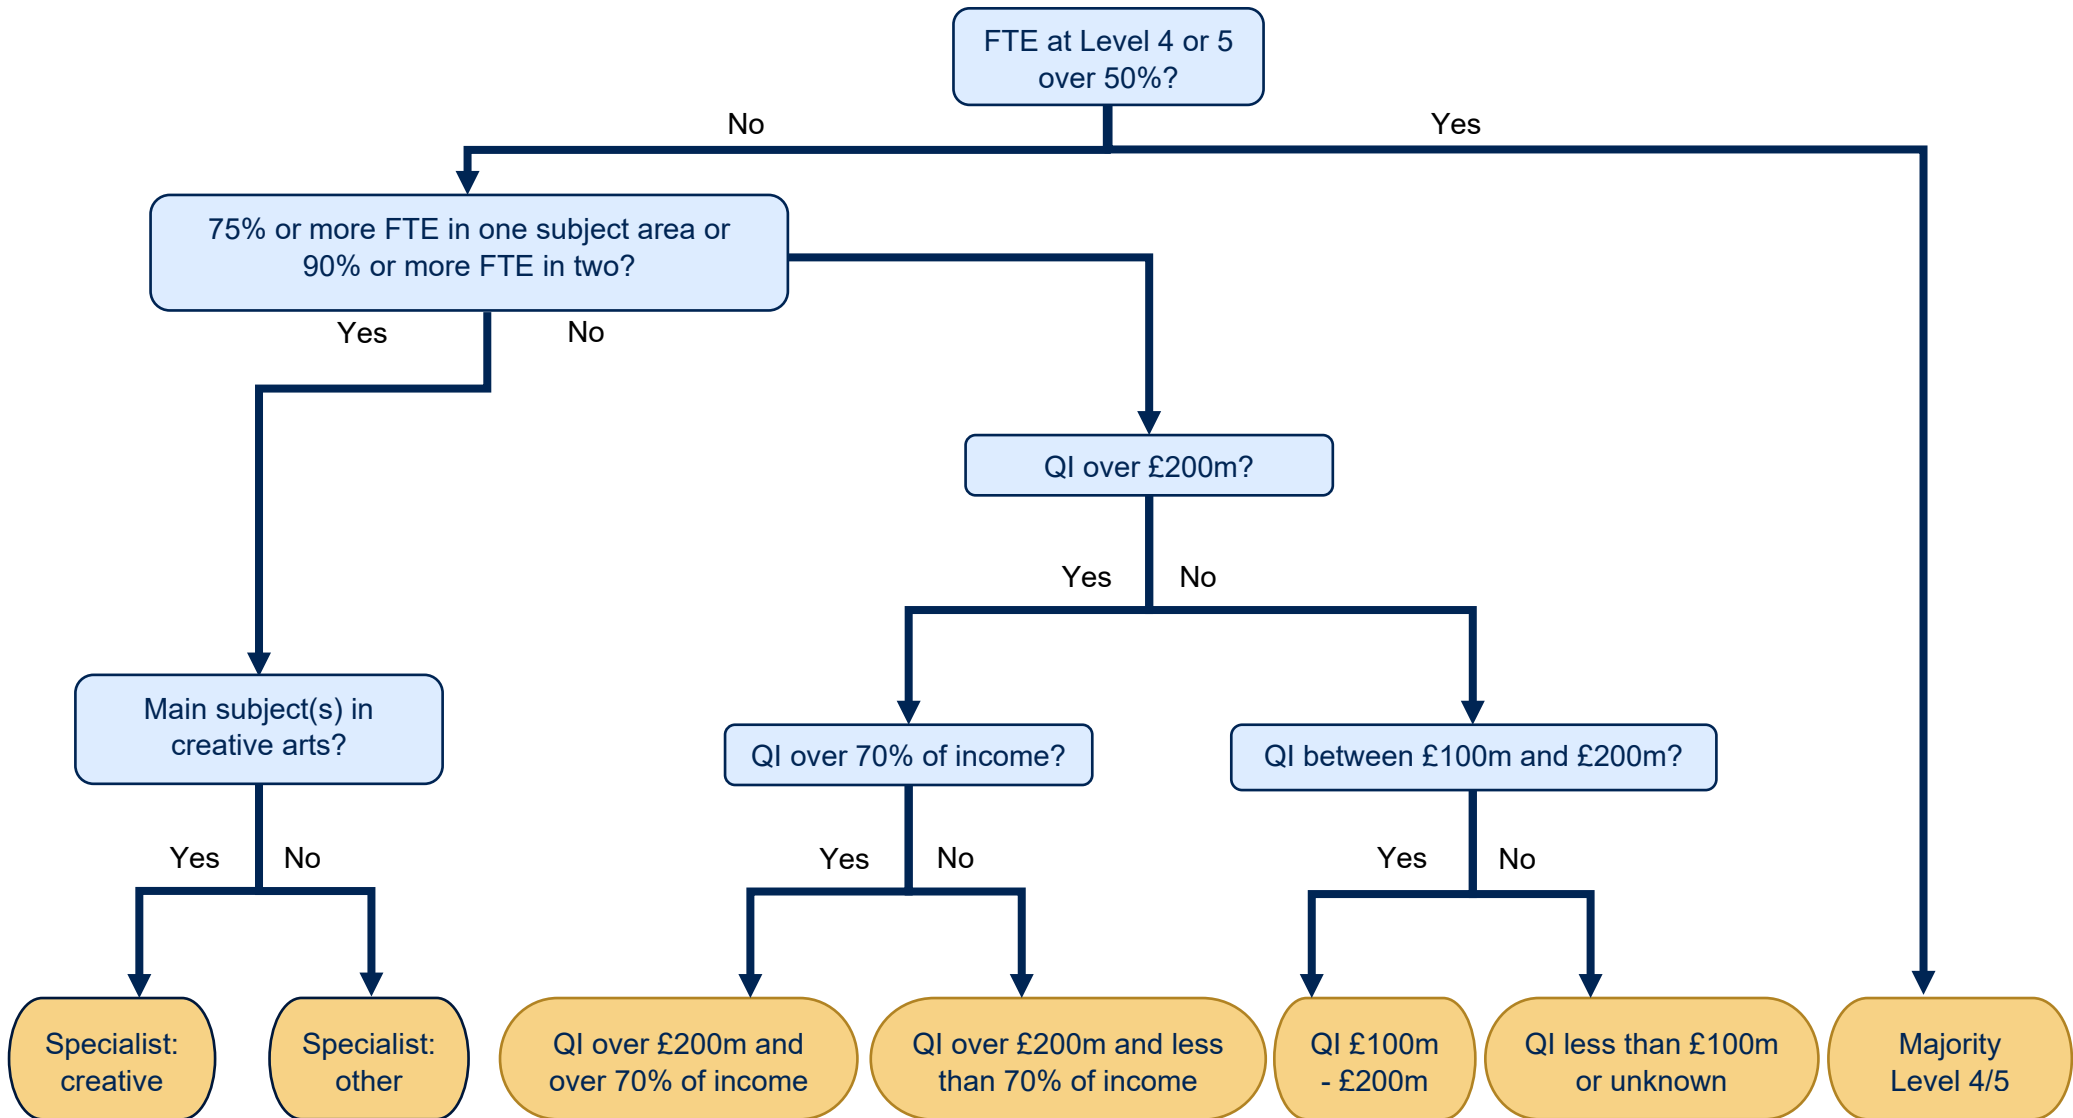 FTE at Level 4 or 5
over 50%?
No
Yes
75% or more FTE in one subject area or
90% or more FTE in two?
Yes
No
QI over £200m?
Yes
No
Main subject(s) in
creative arts?
QI over 70% of income?
QI between £100m and £200m?
Yes
No
Yes
No
Yes
No
Specialist:
creative
Specialist:
other
QI over £200m and
over 70% of income
QI over £200m and less
than 70% of income
QI £100m
- £200m
QI less than £100m
or unknown
Majority
Level 4/5